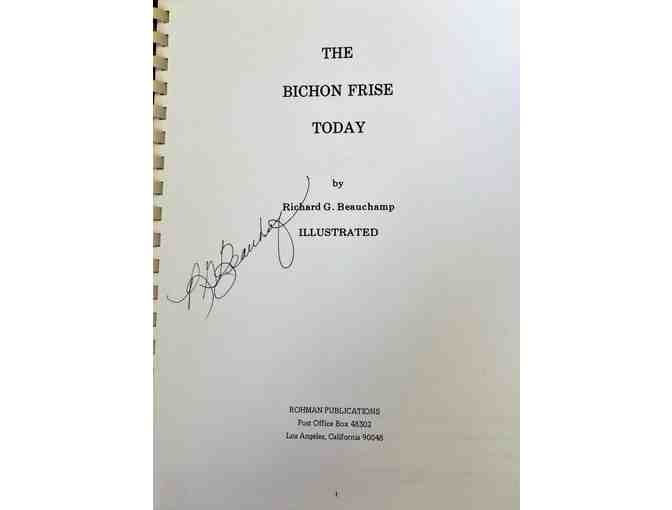 THE
BICHON FRISE
TODAY
by
Richard G. Beauchamp
ILLUSTRATED
R G Beauchamp
ROHMAN PUBLICATIONS
Post Office Box 48302
Los Angeles, California 90048
1